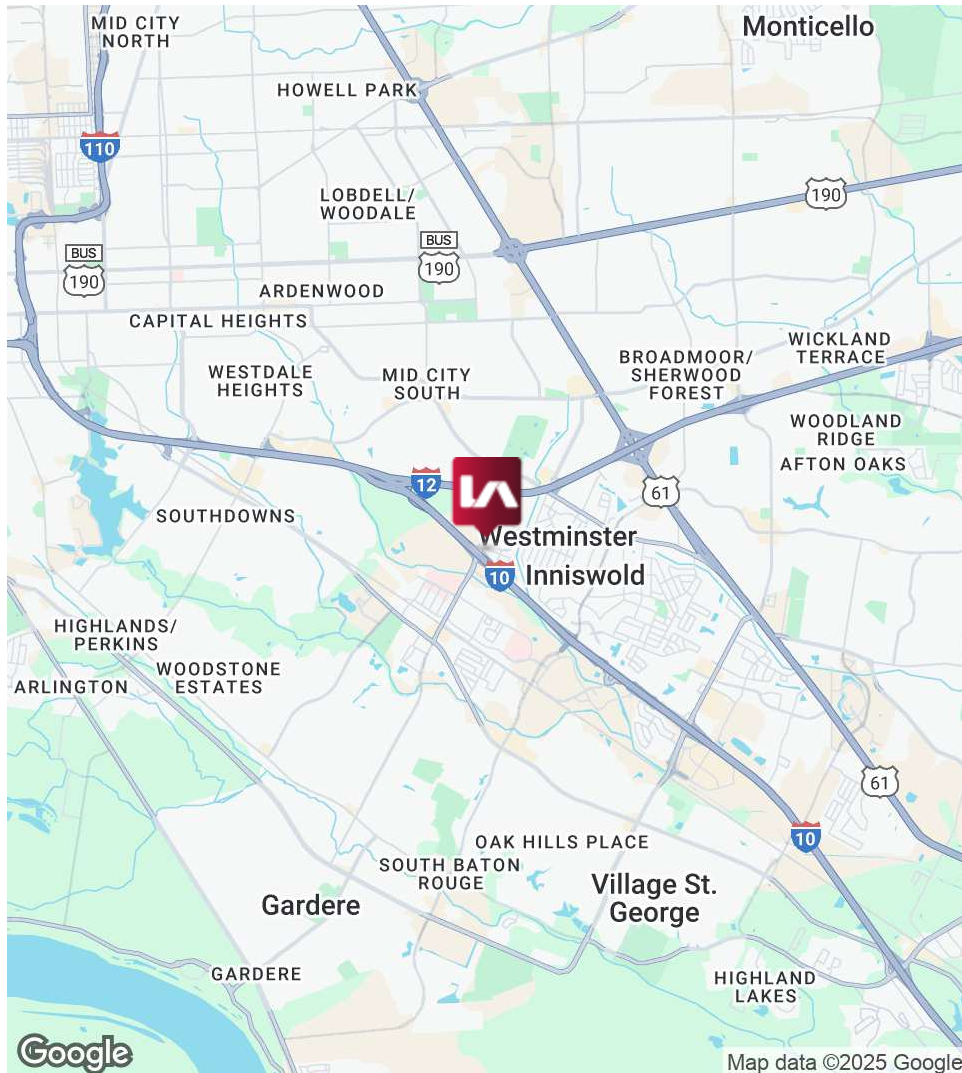 MID CITY
NORTH
Monticello
HOWELL PARK
110
LOBDELL/
WOODALE
190
BUS
190
BUS
190
ARDENWOOD
CAPITAL HEIGHTS
WICKLAND
TERRACE
BROADMOOR/
SHERWOOD
FOREST
WESTDALE
HEIGHTS
MID CITY
SOUTH
WOODLAND
RIDGE
AFTON OAKS
12
61
SOUTHDOWNS
Westminster
10
Inniswold
HIGHLANDS/
PERKINS
WOODSTONE
ESTATES
ARLINGTON
61
10
OAK HILLS PLACE
SOUTH BATON
ROUGE
Village St.
George
Gardere
GARDERE
HIGHLAND
LAKES
Google
Map data ©2025 Google